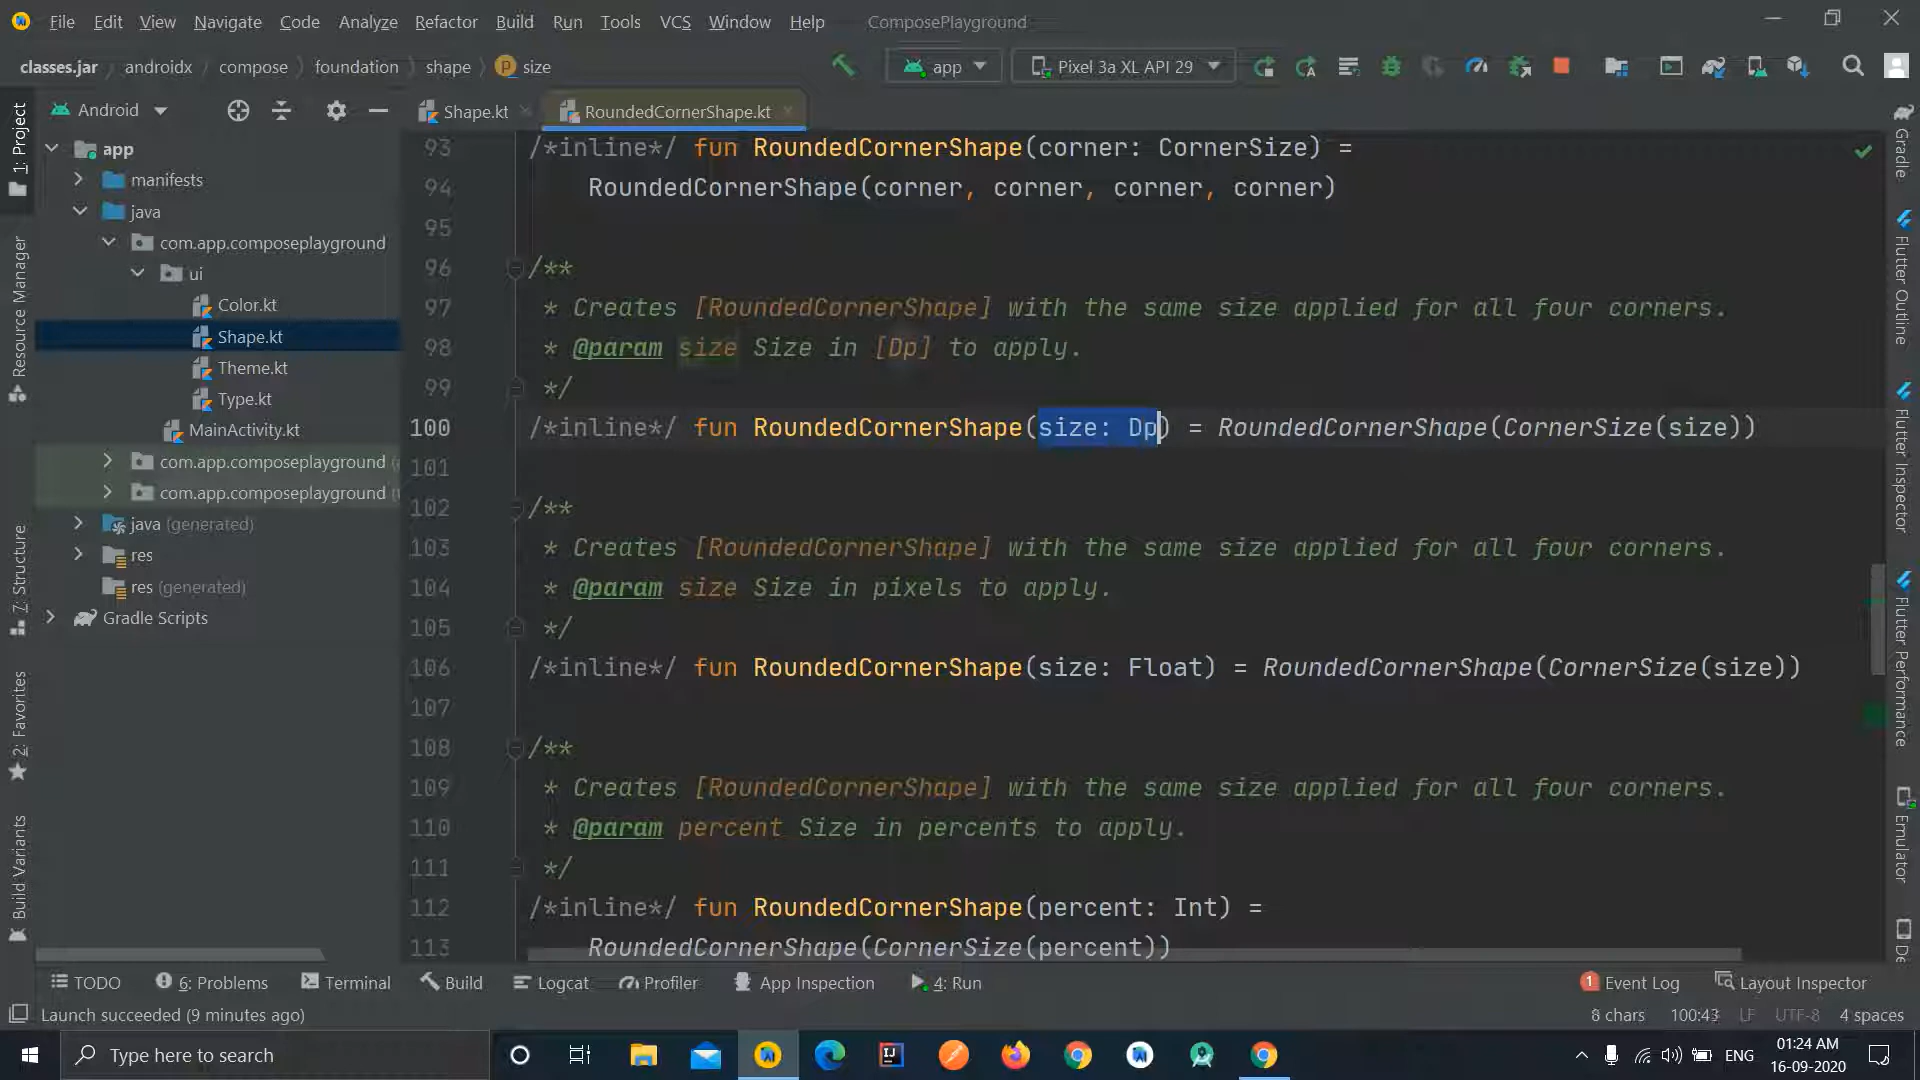 File Edit View Navigate Code Analyze Refactor Build Run Tools VCS Window Help ComposePlayground
classes.jar androidx compose foundation shape size
app Pixel 3a XL API 29
Android
Shape.kt RoundedCornerShape.kt
1: Project
Resource Manager
7: Structure
2: Favorites
Build Variants
app
manifests
java
com.app.composeplayground
ui
Color.kt
Shape.kt
Theme.kt
Type.kt
MainActivity.kt
com.app.composeplayground (
com.app.composeplayground (
java (generated)
res
res (generated)
Gradle Scripts
93 /*inline*/ fun RoundedCornerShape(corner: CornerSize) =
94 RoundedCornerShape(corner, corner, corner, corner)
95
96 /**
97 * Creates [RoundedCornerShape] with the same size applied for all four corners.
98 * @param size Size in [Dp] to apply.
99 */
100 /*inline*/ fun RoundedCornerShape(size: Dp) = RoundedCornerShape(CornerSize(size))
101
102 /**
103 * Creates [RoundedCornerShape] with the same size applied for all four corners.
104 * @param size Size in pixels to apply.
105 */
106 /*inline*/ fun RoundedCornerShape(size: Float) = RoundedCornerShape(CornerSize(size))
107
108 /**
109 * Creates [RoundedCornerShape] with the same size applied for all four corners.
110 * @param percent Size in percents to apply.
111 */
112 /*inline*/ fun RoundedCornerShape(percent: Int) =
113 RoundedCornerShape(CornerSize(percent))
Gradle
Flutter Outline
Flutter Inspector
Flutter Performance
Emulator
De
TODO 6: Problems Terminal Build Logcat Profiler App Inspection 4: Run 1 Event Log Layout Inspector
Launch succeeded (9 minutes ago) 8 chars 100:43 LF UTF-8 4 spaces
Type here to search ENG 01:24 AM
16-09-2020